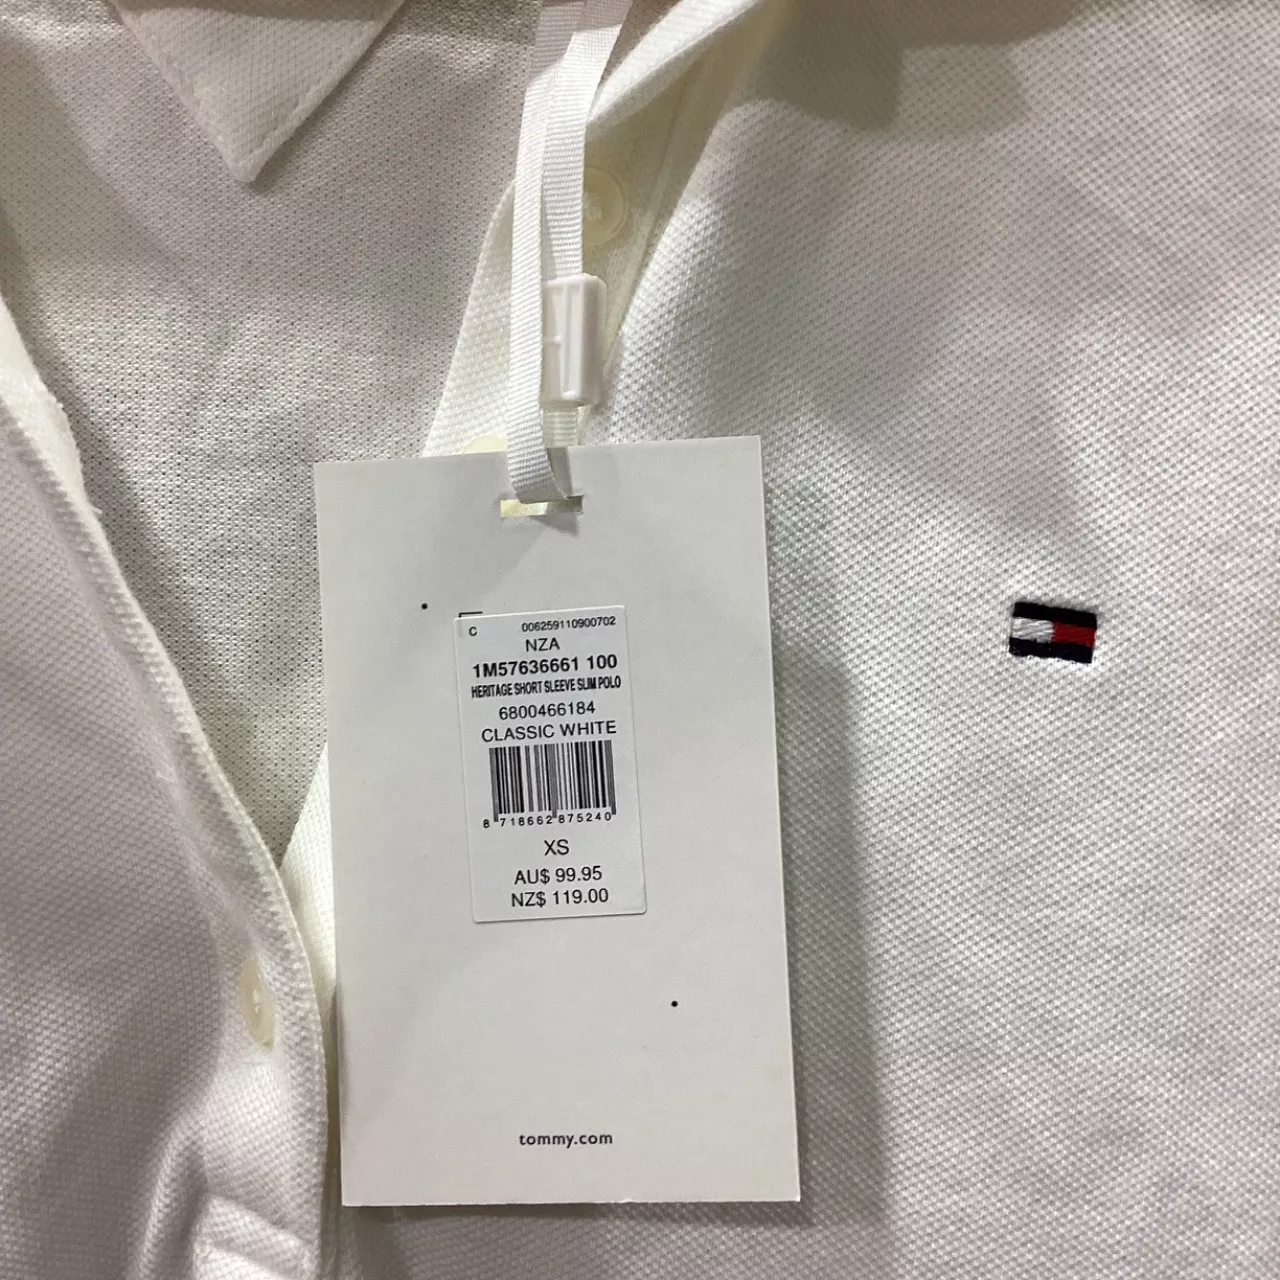 C 006259110900702
NZA
1M57636661 100
HERITAGE SHORT SLEEVE SLIM POLO
6800466184
CLASSIC WHITE
8 718662 875240
XS
AU$ 99.95
NZ$ 119.00
tommy.com